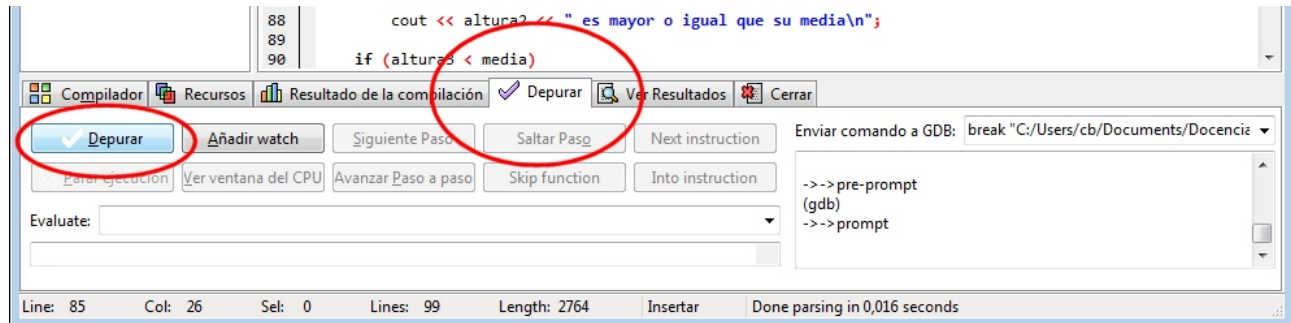 88 cout << altura2 << " es mayor o igual que su media\n";
89
90 if (altura3 < media)
Compilador Recursos Resultado de la compilación Depurar Ver Resultados Cerrar
Depurar Añadir watch Siguiente Paso Saltar Paso Next instruction Enviar comando a GDB: break "C:/Users/cb/Documents/Docencia
Parar ejecución Ver ventana del CPU Avanzar Paso a paso Skip function Into instruction
->->pre-prompt
(gdb)
->->prompt
Evaluate:
Line: 85 Col: 26 Sel: 0 Lines: 99 Length: 2764 Insertar Done parsing in 0,016 seconds